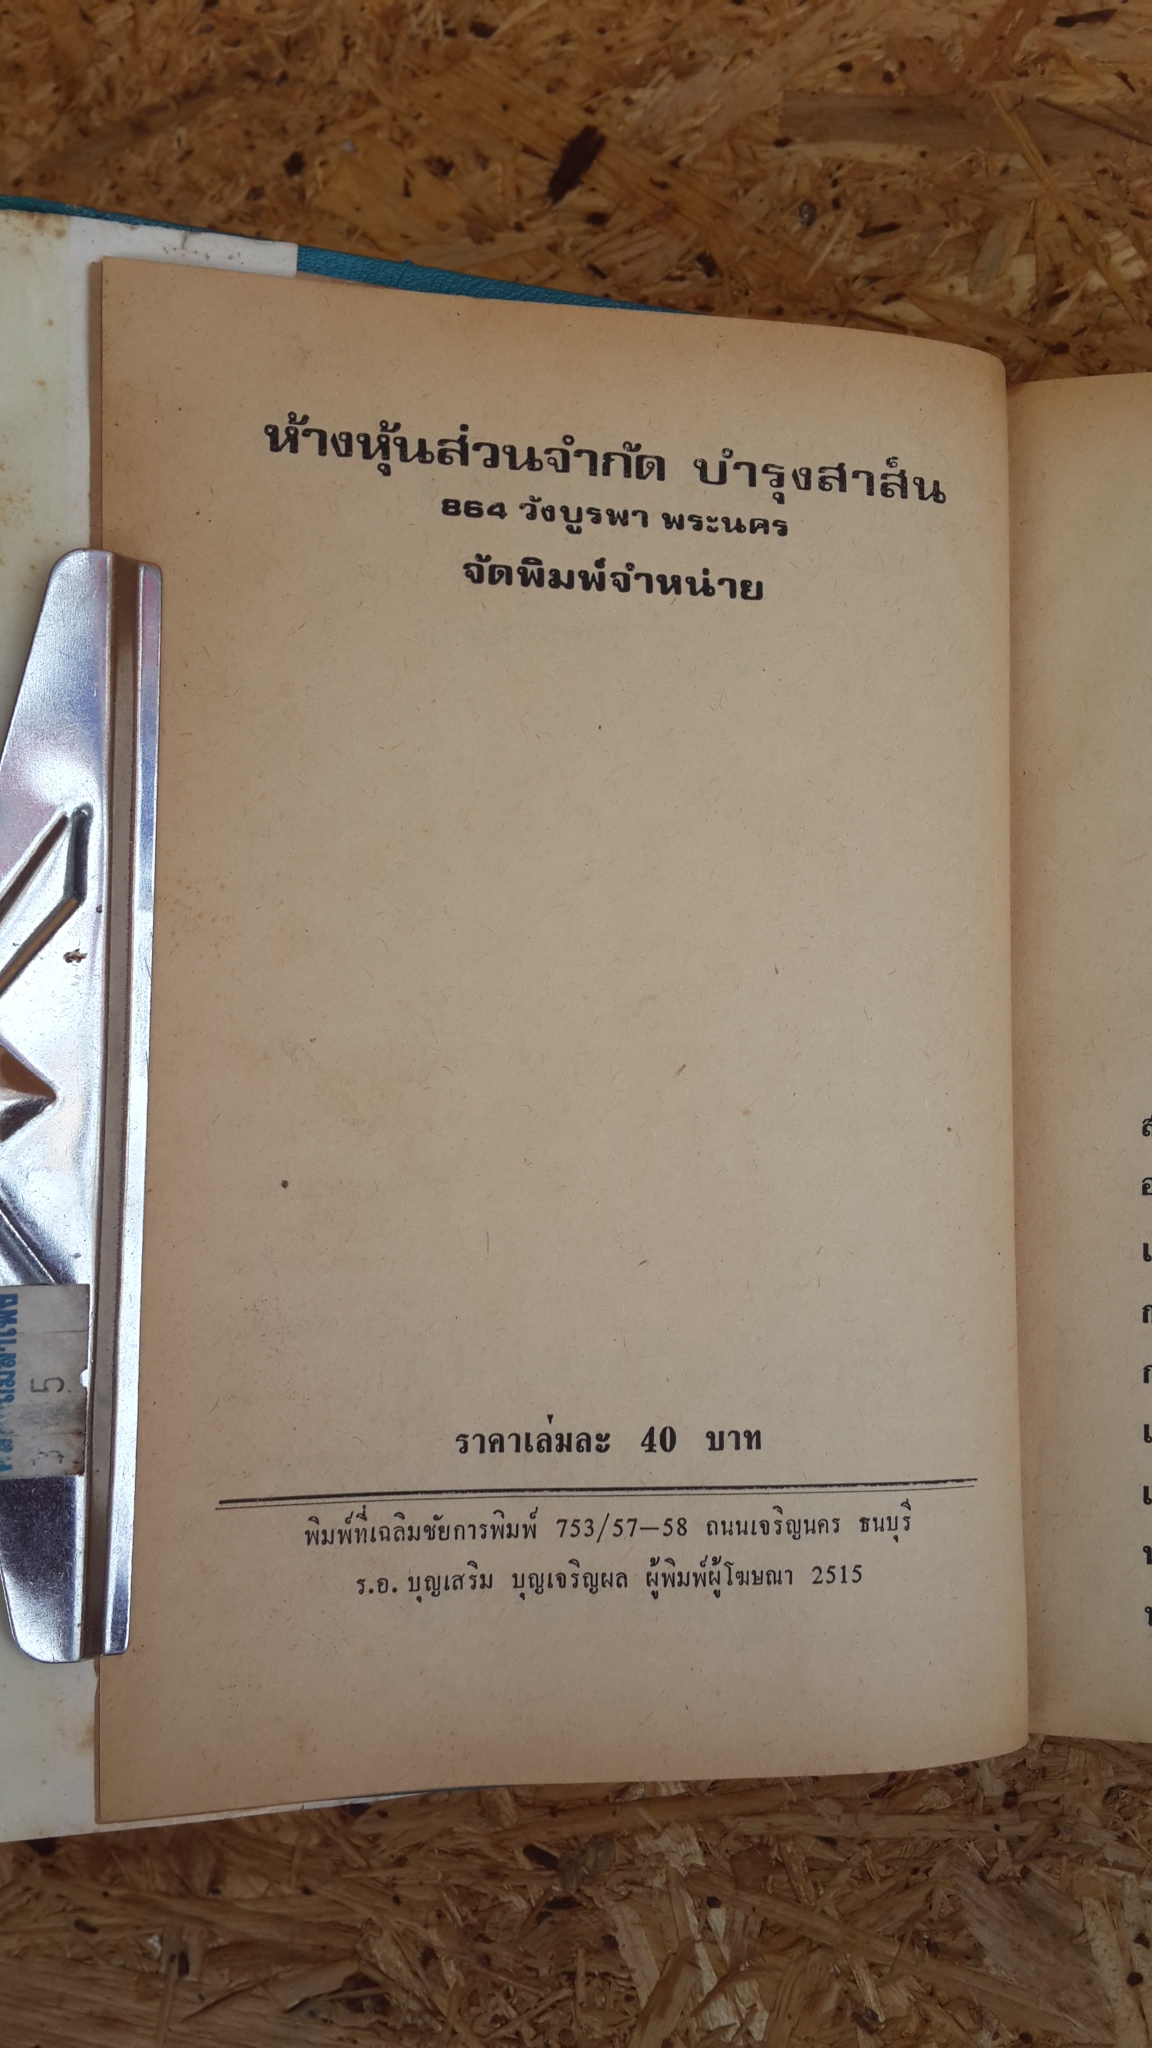 ห้างหุ้นส่วนจำกัด บำรุงสาส์น
864 วังบูรพา พระนคร
จัดพิมพ์จำหน่าย
ราคาเล่มละ 40 บาท
พิมพ์ที่เฉลิมชัยการพิมพ์ 753/57—58 ถนนเจริญนคร ธนบุรี
ร.อ. บุญเสริม บุญเจริญผล ผู้พิมพ์ผู้โฆษณา 2515
5